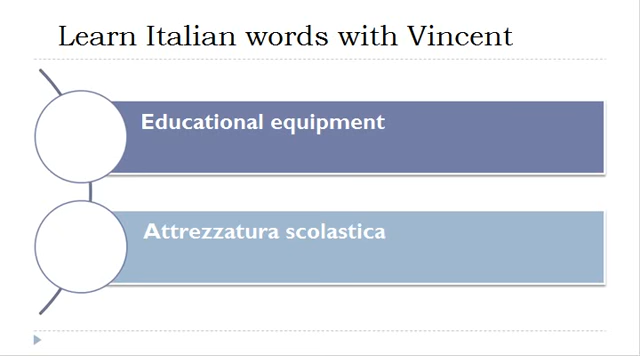 Learn Italian words with Vincent
Educational equipment
Attrezzatura scolastica